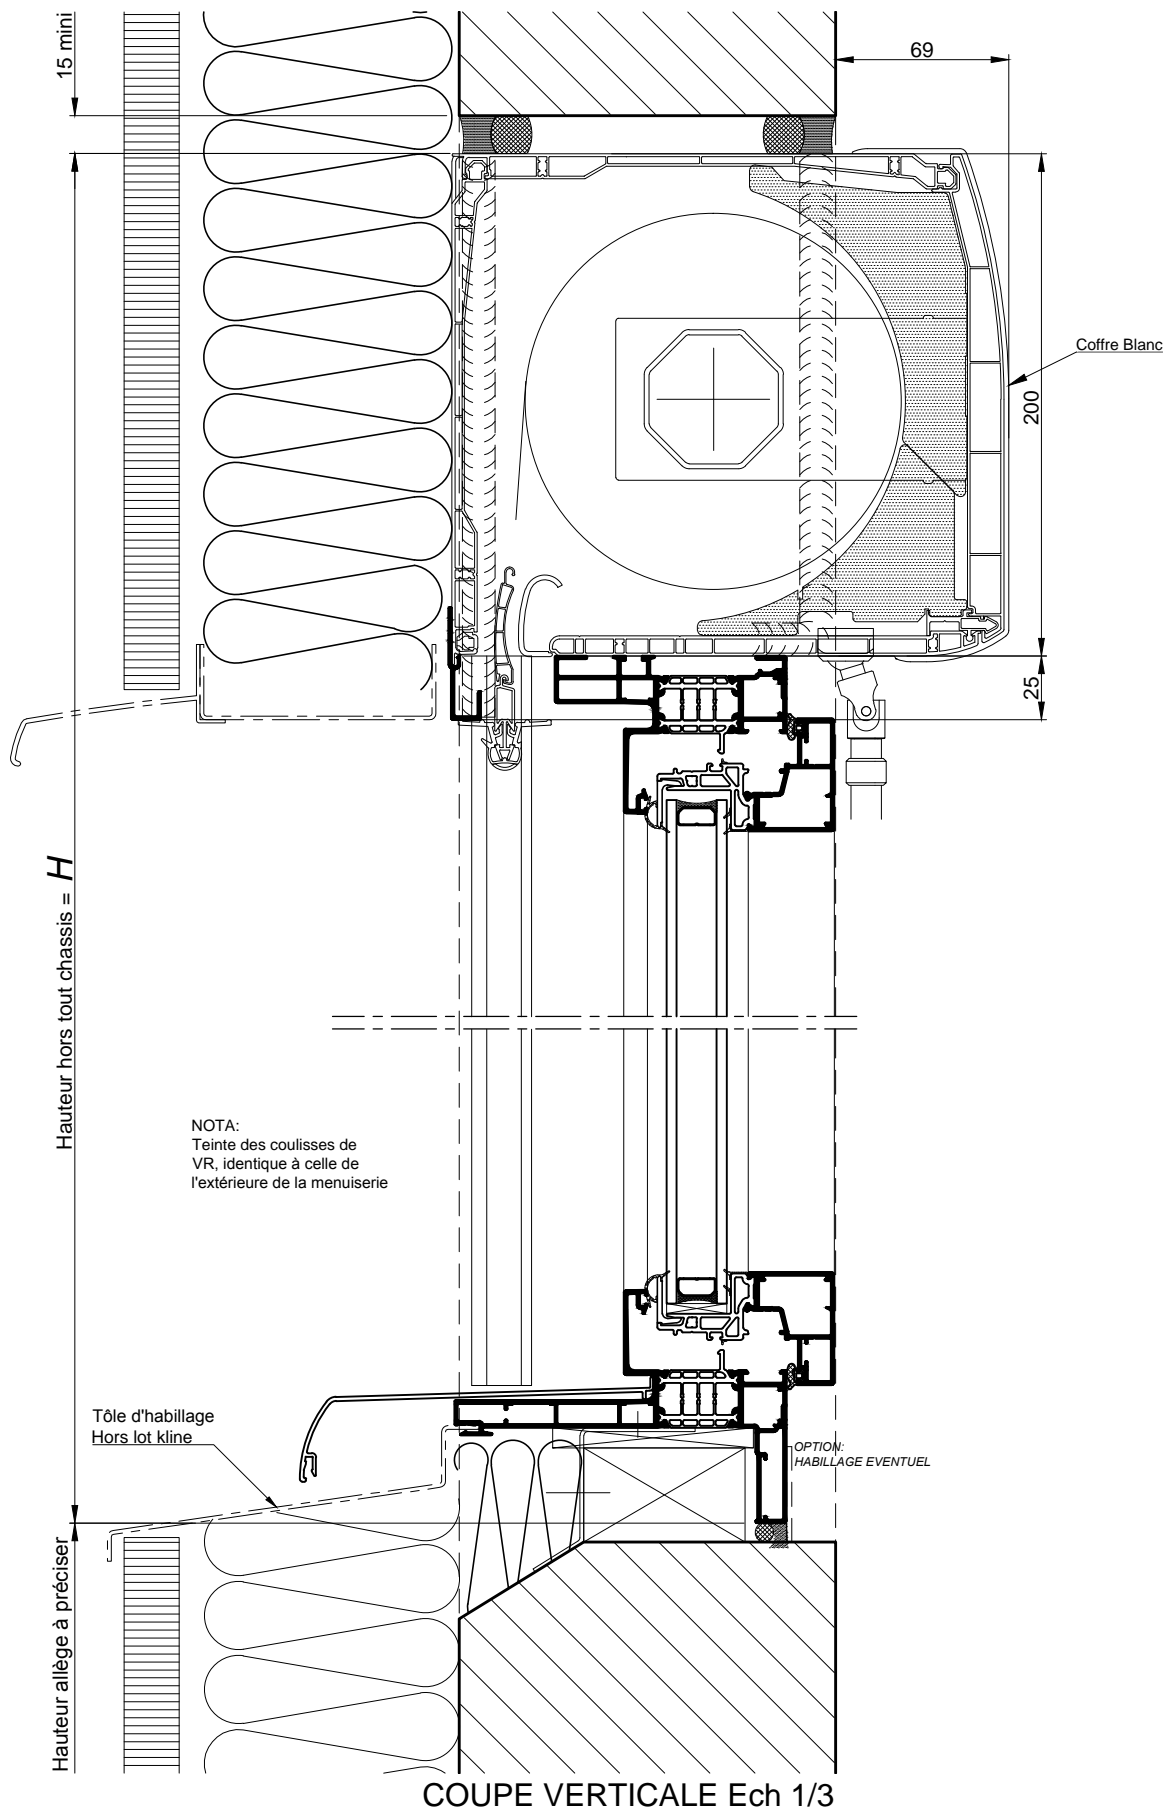 15 mini
69
Coffre Blanc
200
25
Hauteur hors tout chassis = H
NOTA:
Teinte des coulisses de
VR, identique à celle de
l'extérieure de la menuiserie
Tôle d'habillage
Hors lot kline
OPTION:
HABILLAGE EVENTUEL
Hauteur allège à préciser
COUPE VERTICALE Ech 1/3